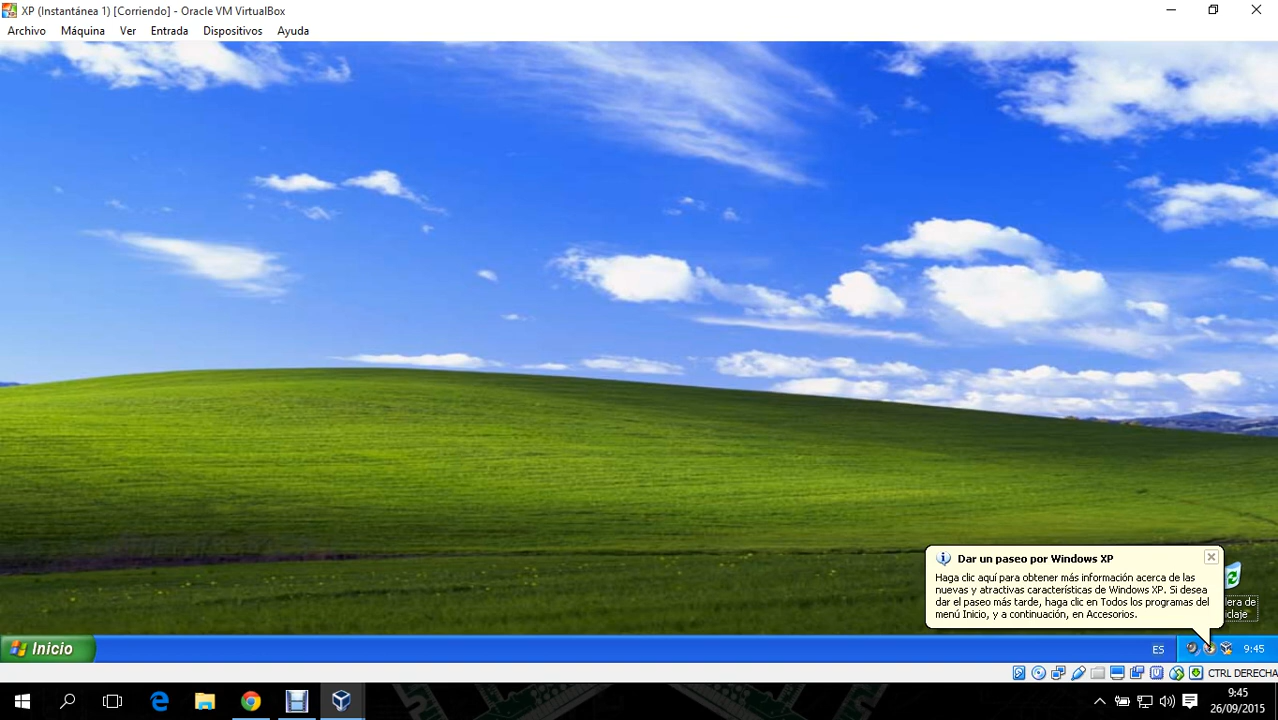 XP (Instantánea 1) [Corriendo] - Oracle VM VirtualBox
Archivo Máquina Ver Entrada Dispositivos Ayuda
Dar un paseo por Windows XP
Haga clic aquí para obtener más información acerca de las
nuevas y atractivas características de Windows XP. Si desea
dar el paseo más tarde, haga clic en Todos los programas del
menú Inicio, y a continuación, en Accesorios.
Inicio ES 9:45
CTRL DERECHA
9:45
26/09/2015